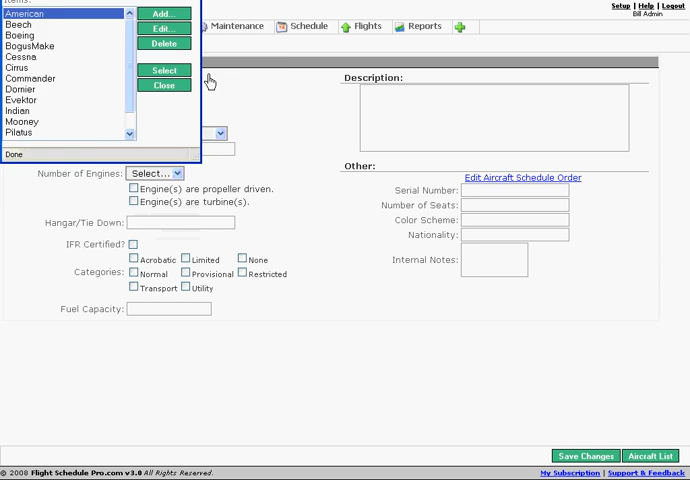 Items:
American
Beech
Boeing
BogusMake
Cessna
Cirrus
Commander
Dornier
Evektor
Indian
Mooney
Pilatus
Add...
Edit...
Delete
Select
Close
Done
Setup | Help | Logout
Bill Admin
Maintenance
Schedule
Flights
Reports
Number of Engines:
Select...
Engine(s) are propeller driven.
Engine(s) are turbine(s).
Hangar/Tie Down:
IFR Certified?
Categories:
Acrobatic Limited None
Normal Provisional Restricted
Transport Utility
Fuel Capacity:
Description:
Other:
Edit Aircraft Schedule Order
Serial Number:
Number of Seats:
Color Scheme:
Nationality:
Internal Notes:
Save Changes Aircraft List
© 2008 Flight Schedule Pro.com v3.0 All Rights Reserved.
My Subscription | Support & Feedback